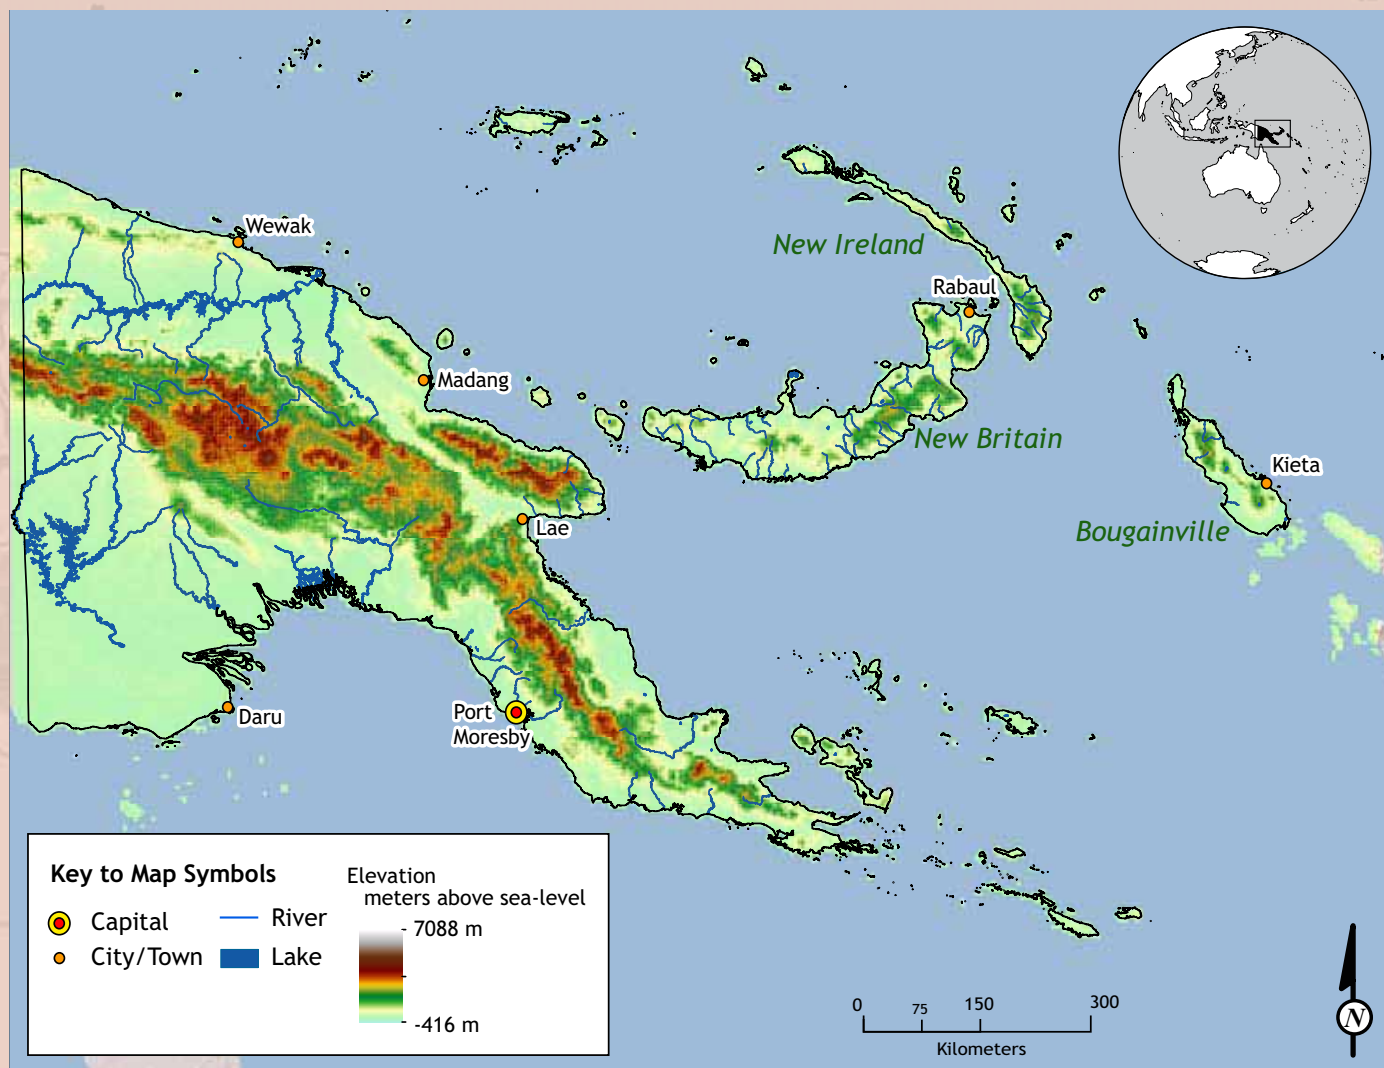 Wewak
New Ireland
Rabaul
Madang
New Britain
Kieta
Lae
Bougainville
Daru
Port
Moresby
Key to Map Symbols
Capital
City/Town
River
Lake
Elevation
meters above sea-level
7088 m
-416 m
0 75 150 300
Kilometers
N